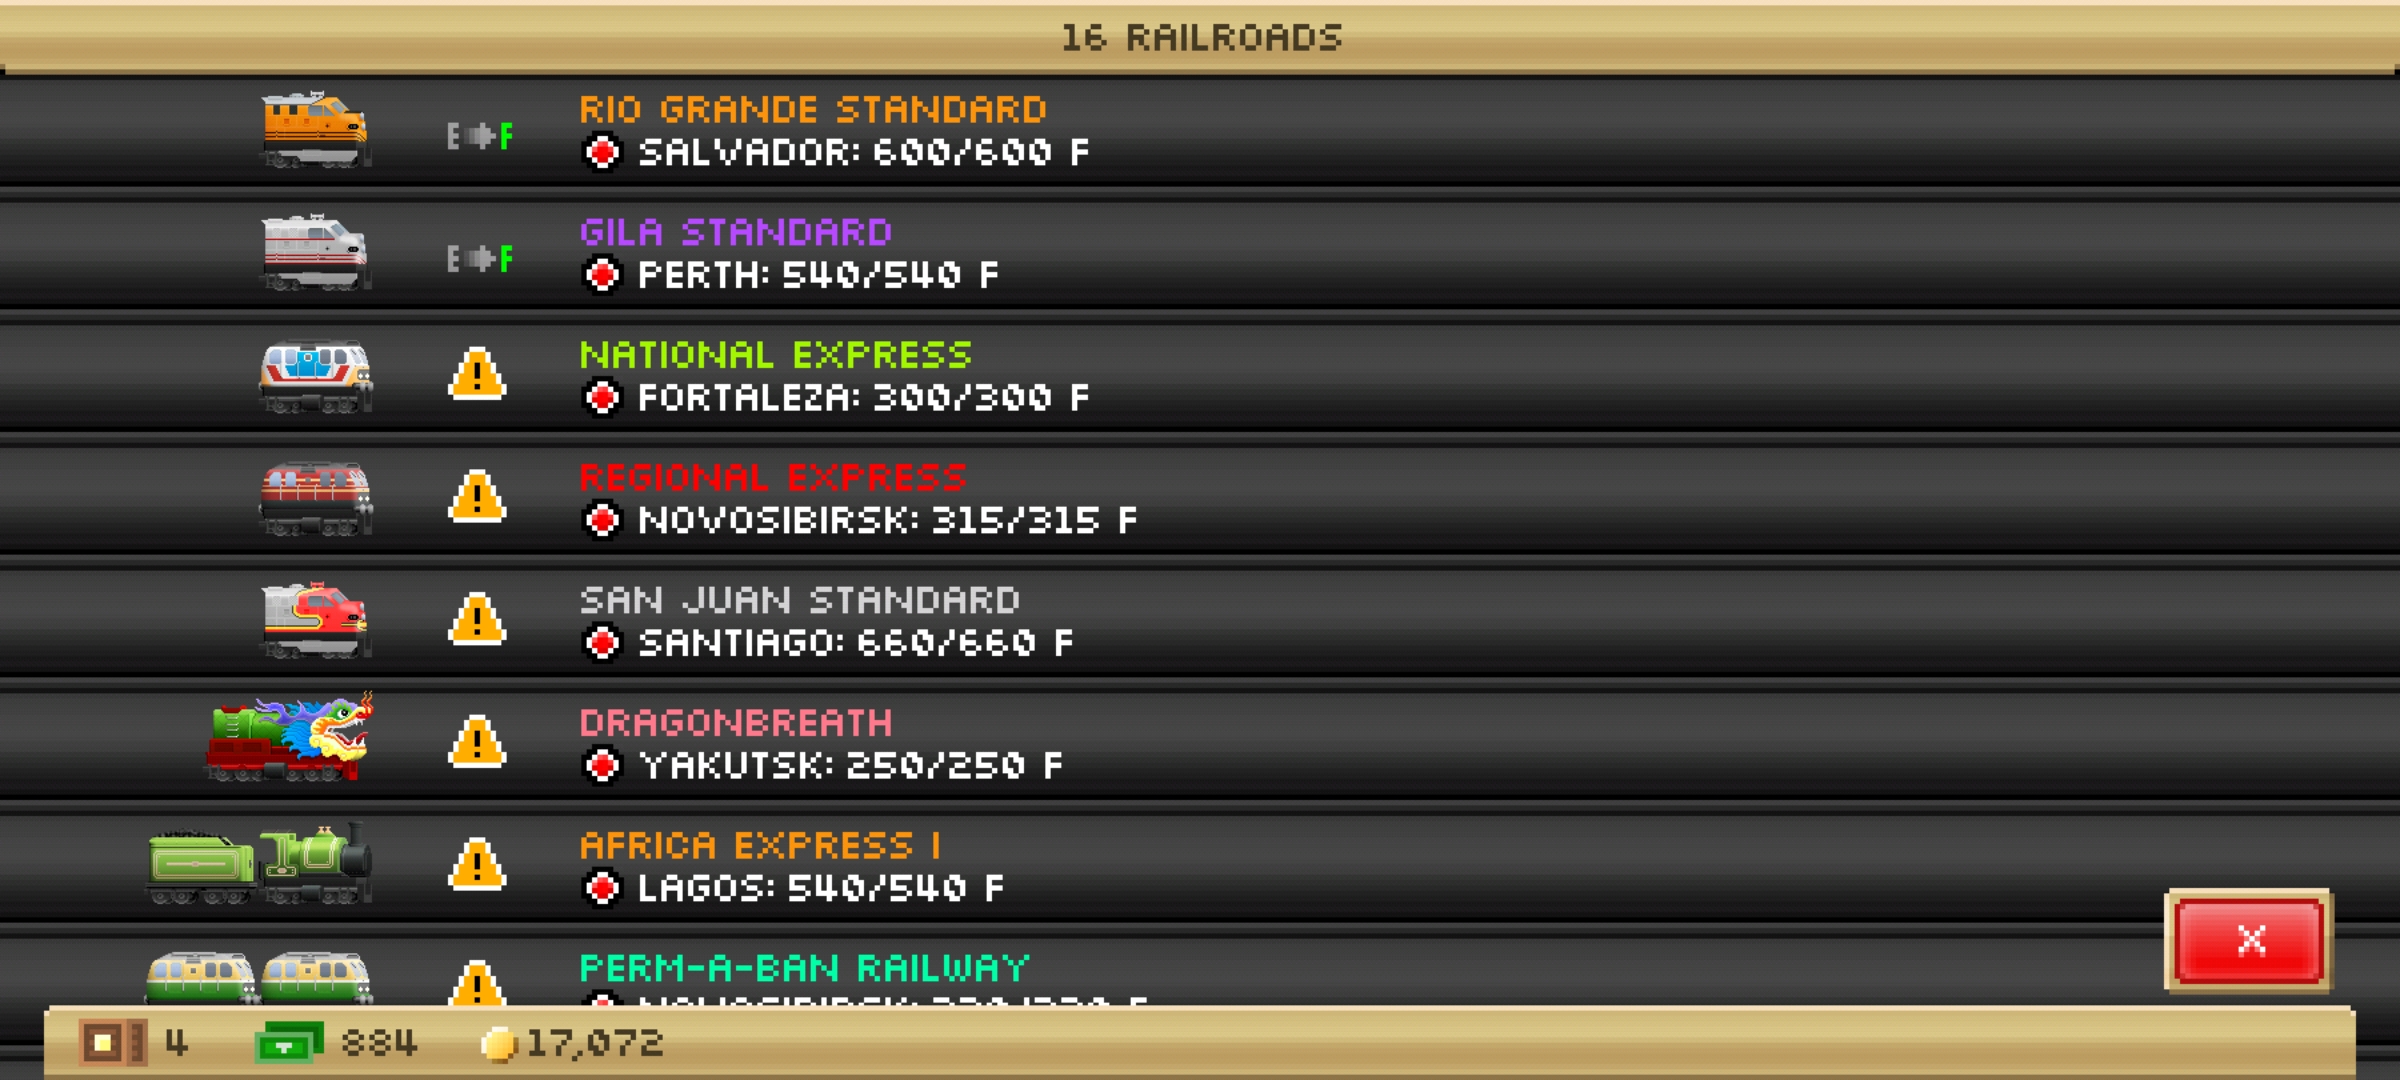 16 RAILROADS
E F
RIO GRANDE STANDARD
SALVADOR: 600/600 F
E F
GILA STANDARD
PERTH: 540/540 F
NATIONAL EXPRESS
FORTALEZA: 300/300 F
REGIONAL EXPRESS
NOVOSIBIRSK: 315/315 F
SAN JUAN STANDARD
SANTIAGO: 660/660 F
DRAGONBREATH
YAKUTSK: 250/250 F
AFRICA EXPRESS I
LAGOS: 540/540 F
PERM-A-BAN RAILWAY
X
4 884 17,072